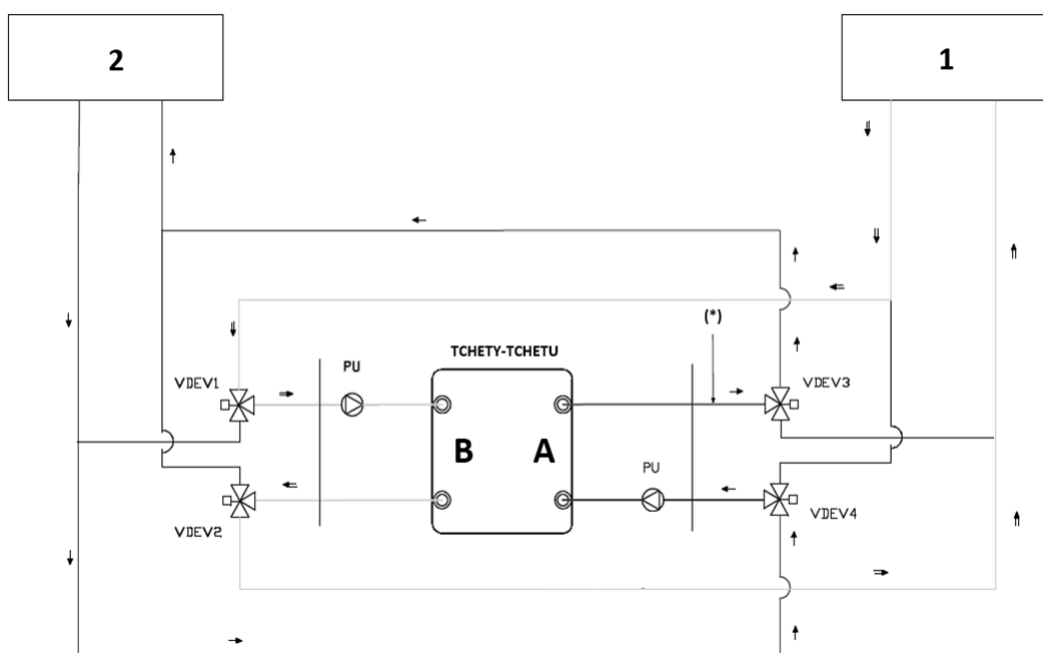 2
1
(*)
TCHETY-TCHETU
PU
VDEV1
VDEV3
B
A
PU
VDEV4
VDEV2